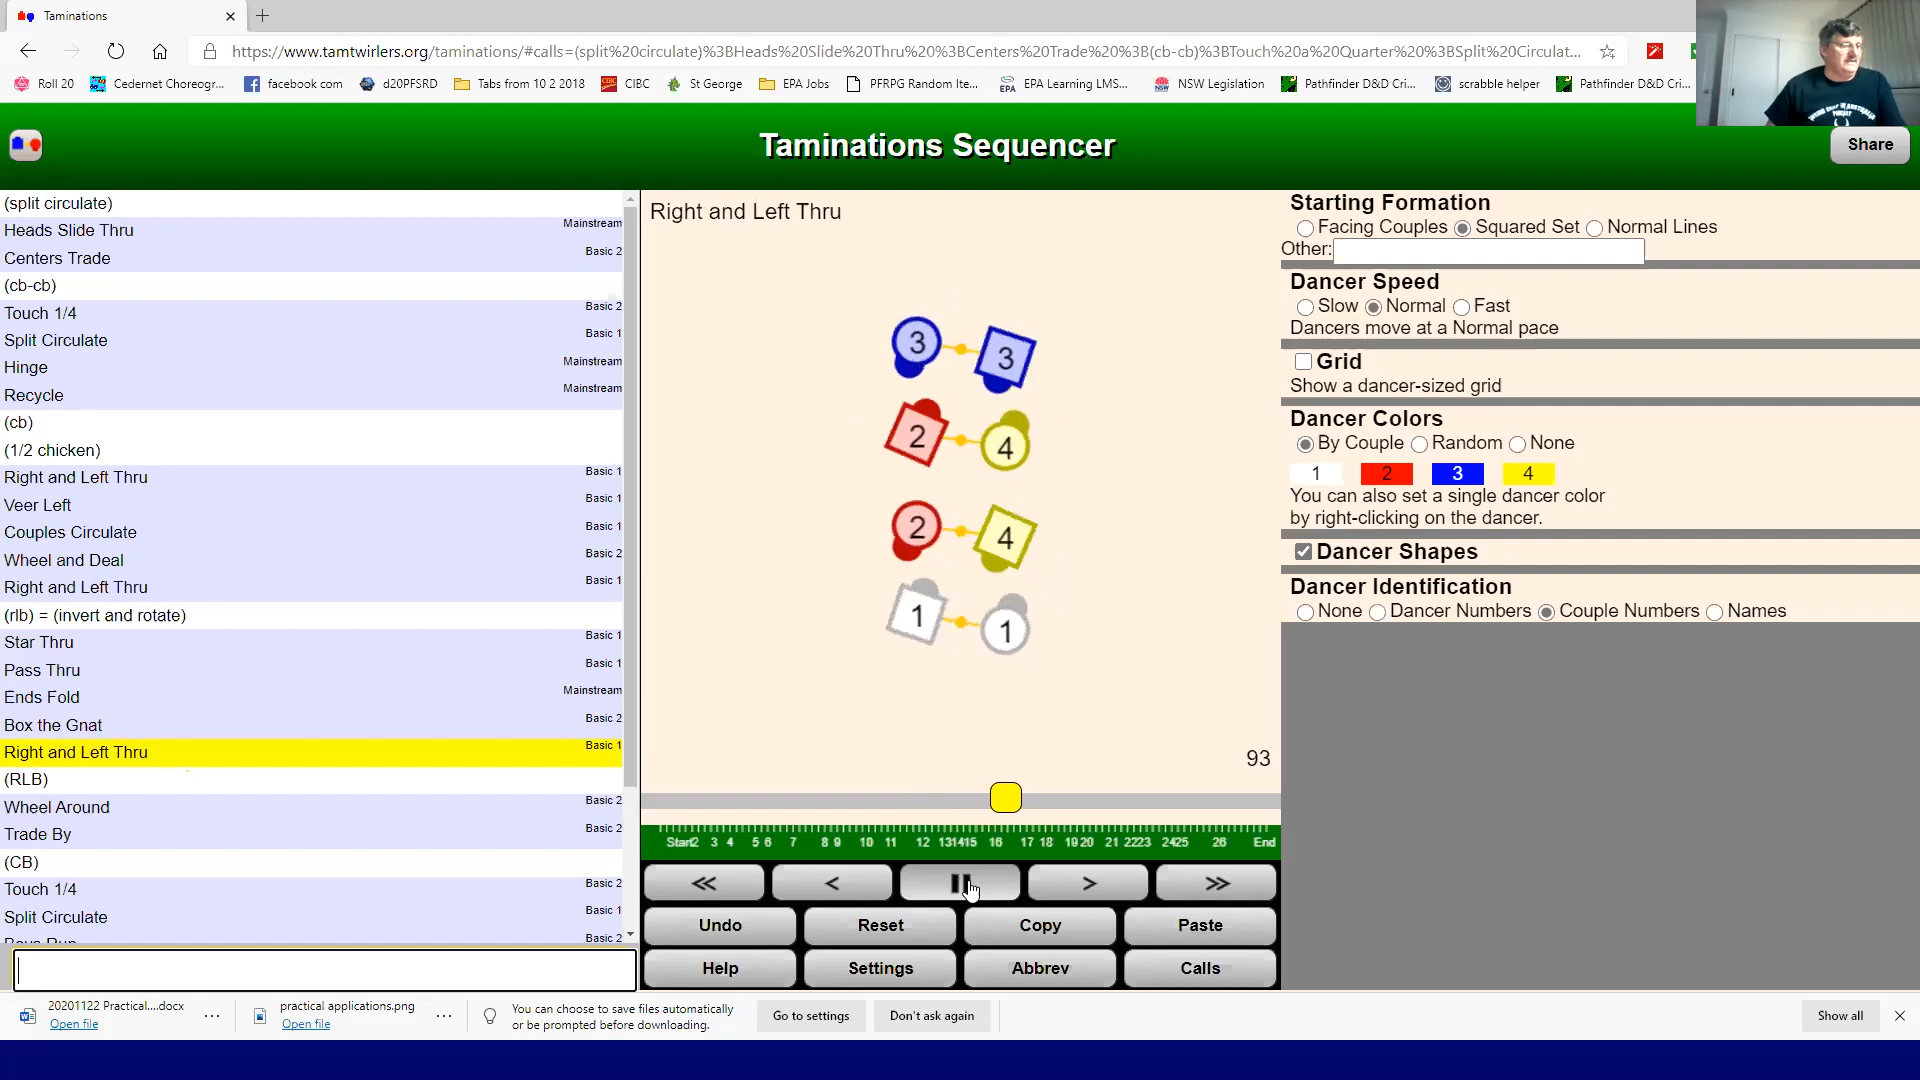 Taminations
https://www.tamtwirlers.org/taminations/#calls=(split%20circulate)%3BHeads%20Slide%20Thru%20%3BCenters%20Trade%20%3B(cb-cb)%3BTouch%20a%20Quarter%20%3BSplit%20Circulat...
Roll 20 Cedernet Choreogr... facebook.com d20PFSRD Tabs from 10 2 2018 CIBC St George EPA Jobs PFRPG Random Ite... EPA Learning LMS... NSW Legislation Pathfinder D&D Cri... scrabble helper Pathfinder D&D Cri...
Taminations Sequencer
Share
(split circulate)
Heads Slide Thru Mainstream
Centers Trade Basic 2
(cb-cb)
Touch 1/4 Basic 2
Split Circulate Basic 1
Hinge Mainstream
Recycle Mainstream
(cb)
(1/2 chicken)
Right and Left Thru Basic 1
Veer Left Basic 1
Couples Circulate Basic 1
Wheel and Deal Basic 2
Right and Left Thru Basic 1
(rlb) = (invert and rotate)
Star Thru Basic 1
Pass Thru Basic 1
Ends Fold Mainstream
Box the Gnat Basic 2
Right and Left Thru Basic 1
(RLB)
Wheel Around Basic 2
Trade By Basic 2
(CB)
Touch 1/4 Basic 2
Split Circulate Basic 1
Boys Run Basic 2
Right and Left Thru
3 3
2 4
2 4
1 1
93
Start2 3 4 5 6 7 8 9 10 11 12 131415 16 17 18 1920 21 2223 2425 26 End
<< < > >>
Undo Reset Copy Paste
Help Settings Abbrev Calls
Starting Formation
Facing Couples Squared Set Normal Lines
Other:
Dancer Speed
Slow Normal Fast
Dancers move at a Normal pace
Grid
Show a dancer-sized grid
Dancer Colors
By Couple Random None
1 2 3 4
You can also set a single dancer color
by right-clicking on the dancer.
Dancer Shapes
Dancer Identification
None Dancer Numbers Couple Numbers Names
20201122 Practical....docx
Open file
practical applications.png
Open file
You can choose to save files automatically
or be prompted before downloading.
Go to settings
Don't ask again
Show all